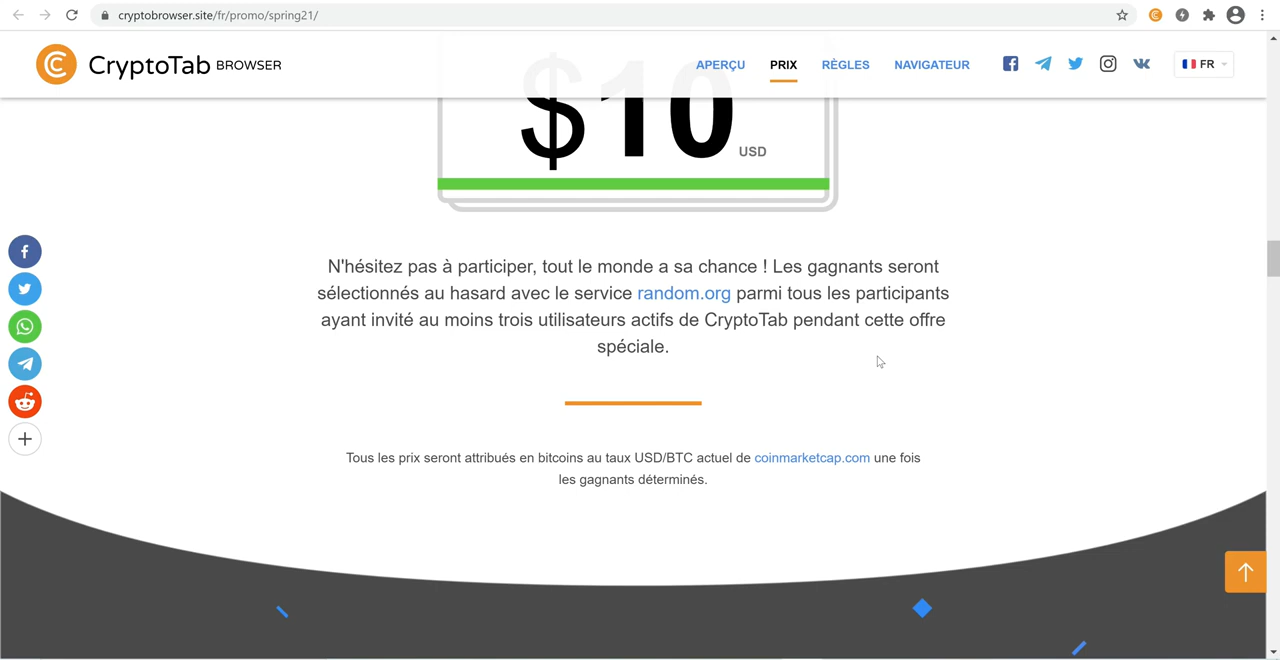 cryptobrowser.site/fr/promo/spring21/
CryptoTab BROWSER
APERÇU PRIX RÈGLES NAVIGATEUR FR
$10 USD
N'hésitez pas à participer, tout le monde a sa chance ! Les gagnants seront
sélectionnés au hasard avec le service random.org parmi tous les participants
ayant invité au moins trois utilisateurs actifs de CryptoTab pendant cette offre
spéciale.
Tous les prix seront attribués en bitcoins au taux USD/BTC actuel de coinmarketcap.com une fois
les gagnants déterminés.